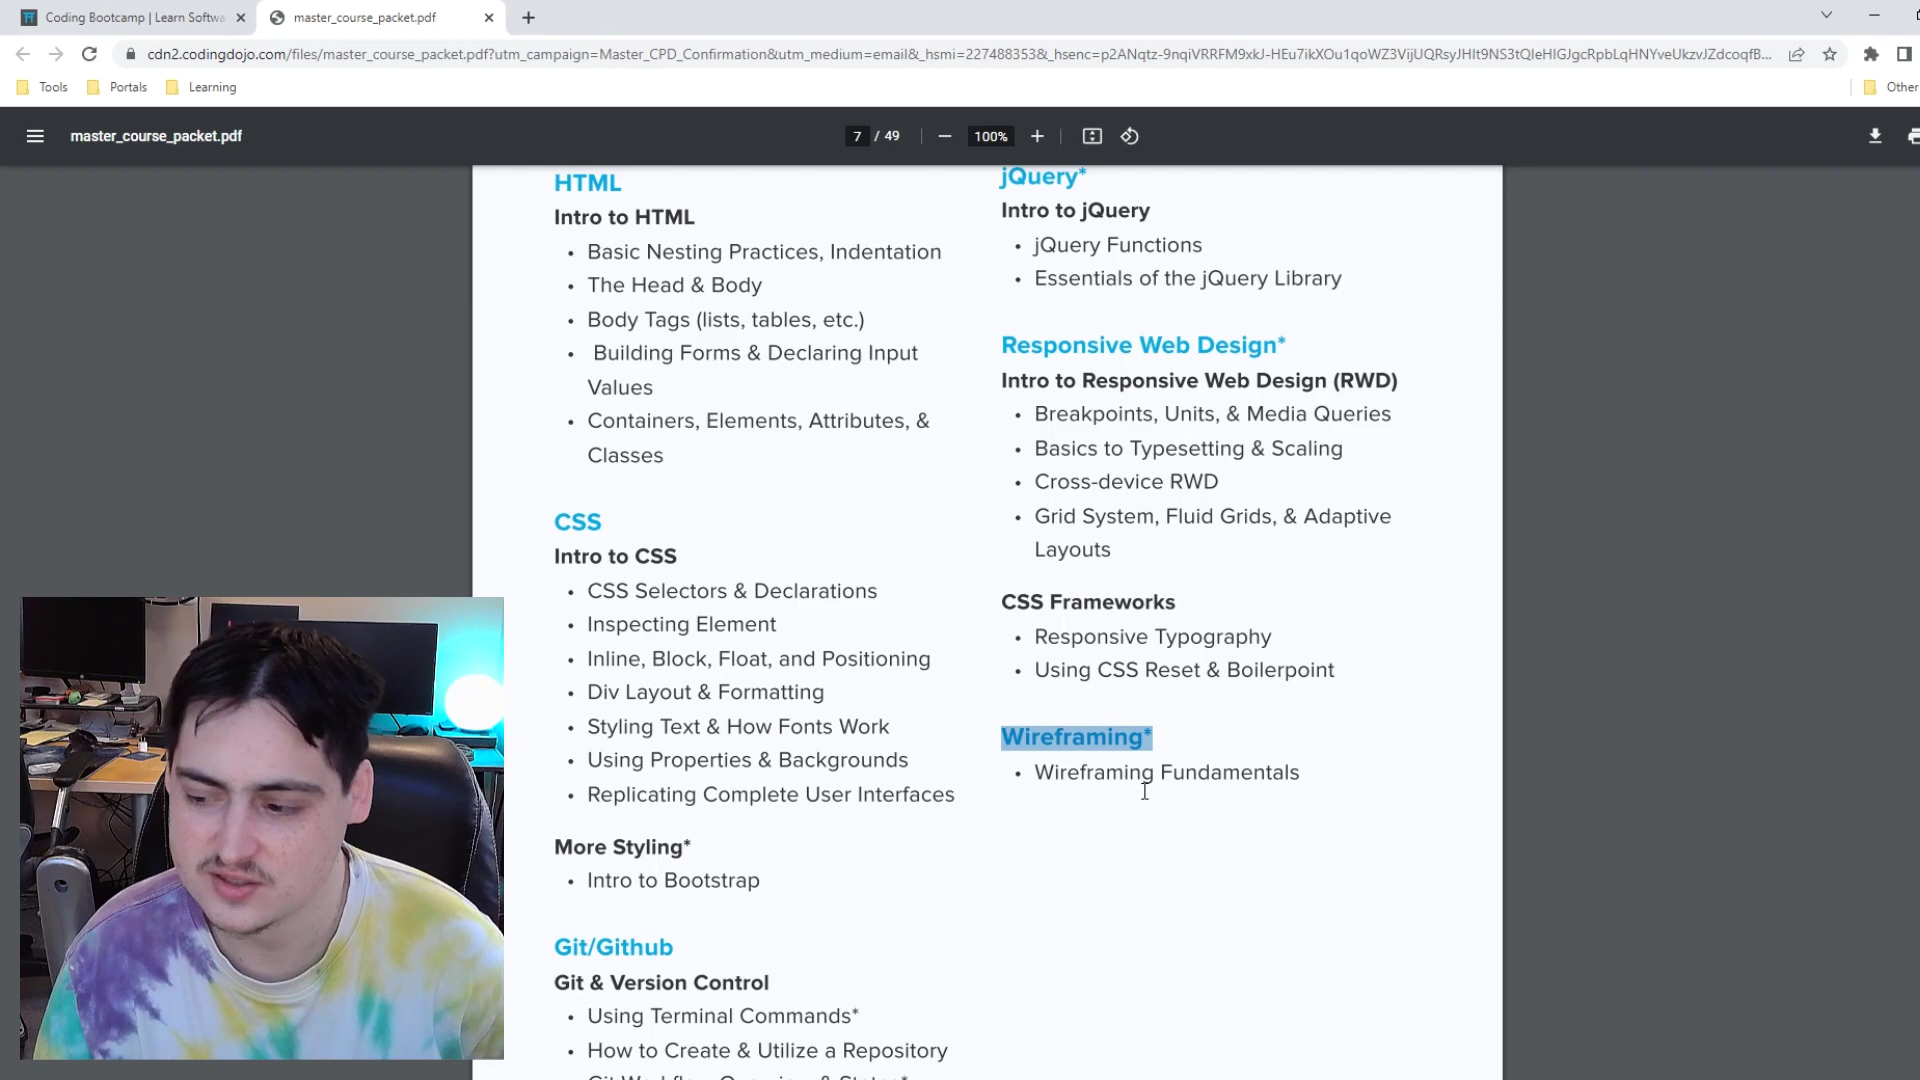 Coding Bootcamp | Learn Softwa
master_course_packet.pdf
cdn2.codingdojo.com/files/master_course_packet.pdf?utm_campaign=Master_CPD_Confirmation&utm_medium=email&_hsmi=227488353&_hsenc=p2ANqtz-9nqiVRRFM9xkJ-HEu7ikXOu1qoWZ3VijUQRsyJHIt9NS3tQleHIGJgcRpbLqHNYveUkzvJZdcoqfB...
Tools
Portals
Learning
Other
master_course_packet.pdf
7 / 49
100%
HTML
Intro to HTML
• Basic Nesting Practices, Indentation
• The Head & Body
• Body Tags (lists, tables, etc.)
• Building Forms & Declaring Input
Values
• Containers, Elements, Attributes, &
Classes
CSS
Intro to CSS
• CSS Selectors & Declarations
• Inspecting Element
• Inline, Block, Float, and Positioning
• Div Layout & Formatting
• Styling Text & How Fonts Work
• Using Properties & Backgrounds
• Replicating Complete User Interfaces
More Styling*
• Intro to Bootstrap
Git/Github
Git & Version Control
• Using Terminal Commands*
• How to Create & Utilize a Repository
jQuery*
Intro to jQuery
• jQuery Functions
• Essentials of the jQuery Library
Responsive Web Design*
Intro to Responsive Web Design (RWD)
• Breakpoints, Units, & Media Queries
• Basics to Typesetting & Scaling
• Cross-device RWD
• Grid System, Fluid Grids, & Adaptive
Layouts
CSS Frameworks
• Responsive Typography
• Using CSS Reset & Boilerpoint
Wireframing*
• Wireframing Fundamentals